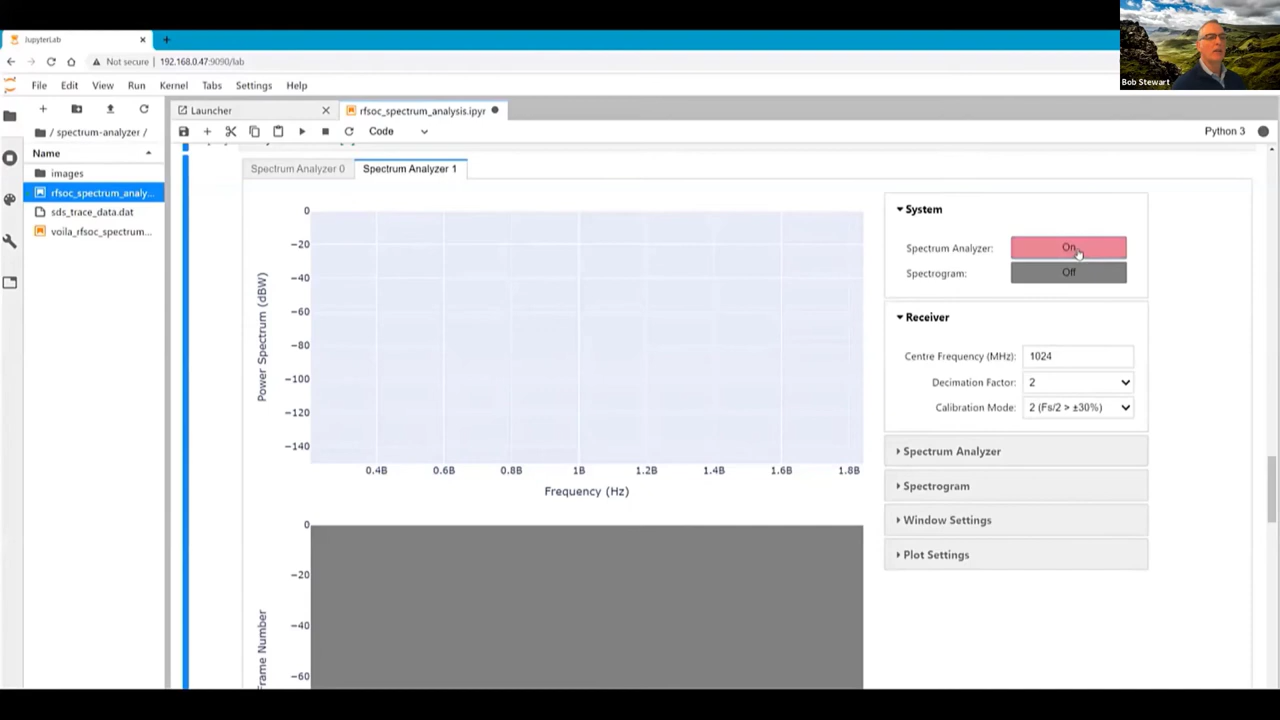 JupyterLab
Not secure 192.168.0.47:9090/lab
Bob Stewart
File Edit View Run Kernel Tabs Settings Help
Launcher
rfsoc_spectrum_analysis.ipyr
Code
Python 3
/ spectrum-analyzer /
Name
images
rfsoc_spectrum_analy...
sds_trace_data.dat
voila_rfsoc_spectrum...
Spectrum Analyzer 0
Spectrum Analyzer 1
0
−20
−40
−60
−80
−100
−120
−140
Power Spectrum (dBW)
0.4B 0.6B 0.8B 1B 1.2B 1.4B 1.6B 1.8B
Frequency (Hz)
0
−20
−40
−60
Frame Number
System
Spectrum Analyzer: On
Spectrogram: Off
Receiver
Centre Frequency (MHz): 1024
Decimation Factor: 2
Calibration Mode: 2 (Fs/2 > ±30%)
Spectrum Analyzer
Spectrogram
Window Settings
Plot Settings